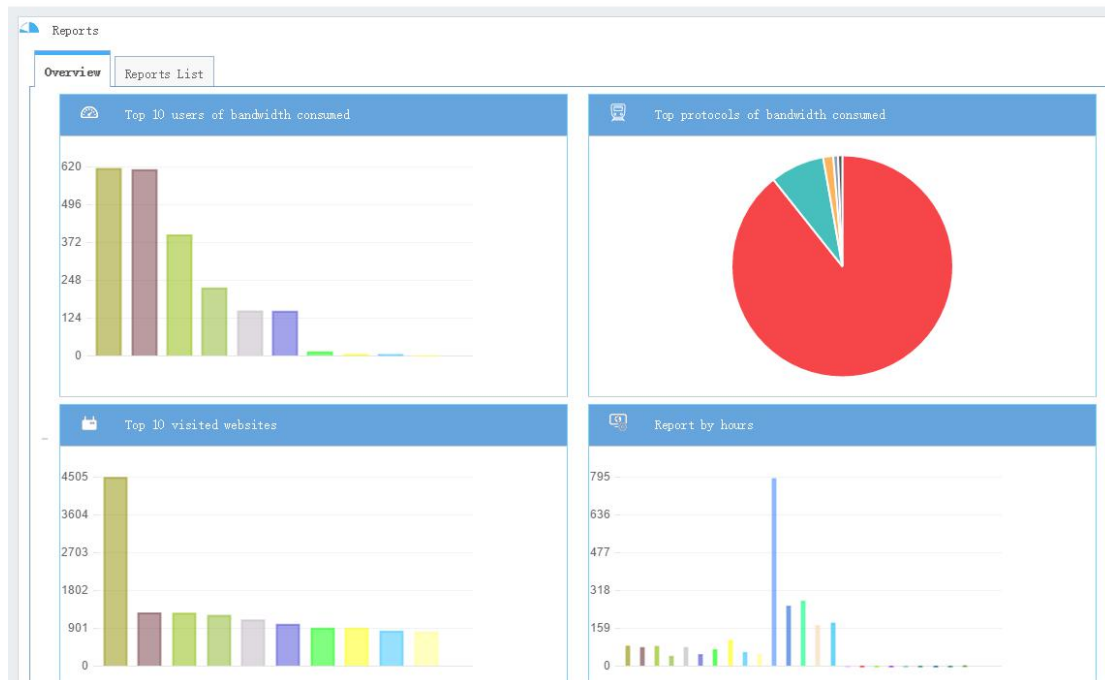 Reports
Overview
Reports List
Top 10 users of bandwidth consumed
620
496
372
248
124
0
Top protocols of bandwidth consumed
Top 10 visited websites
4505
3604
2703
1802
901
0
Report by hours
795
636
477
318
159
0